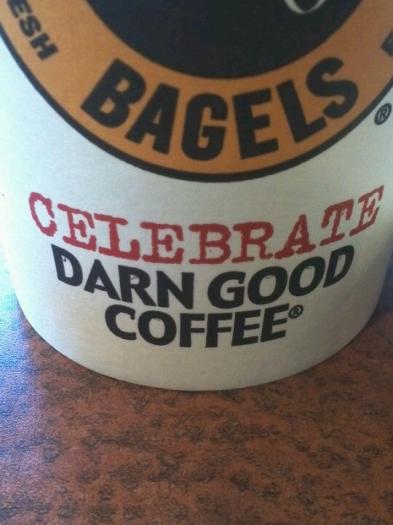 ESH
BAGELS
®
CELEBRATE
DARN GOOD
COFFEE®